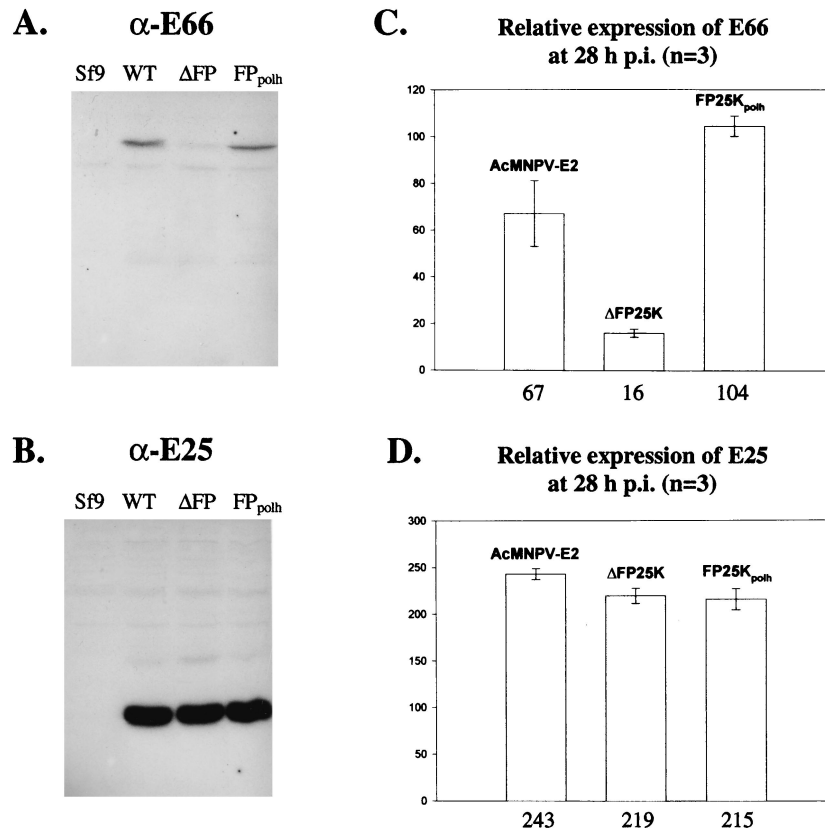 A.
α-E66
Sf9 WT ΔFP FPpolh
B.
α-E25
Sf9 WT ΔFP FPpolh
C.
Relative expression of E66
at 28 h p.i. (n=3)
120
100
80
60
40
20
0
AcMNPV-E2
ΔFP25K
FP25Kpolh
67 16 104
D.
Relative expression of E25
at 28 h p.i. (n=3)
300
250
200
150
100
50
0
AcMNPV-E2
ΔFP25K
FP25Kpolh
243 219 215